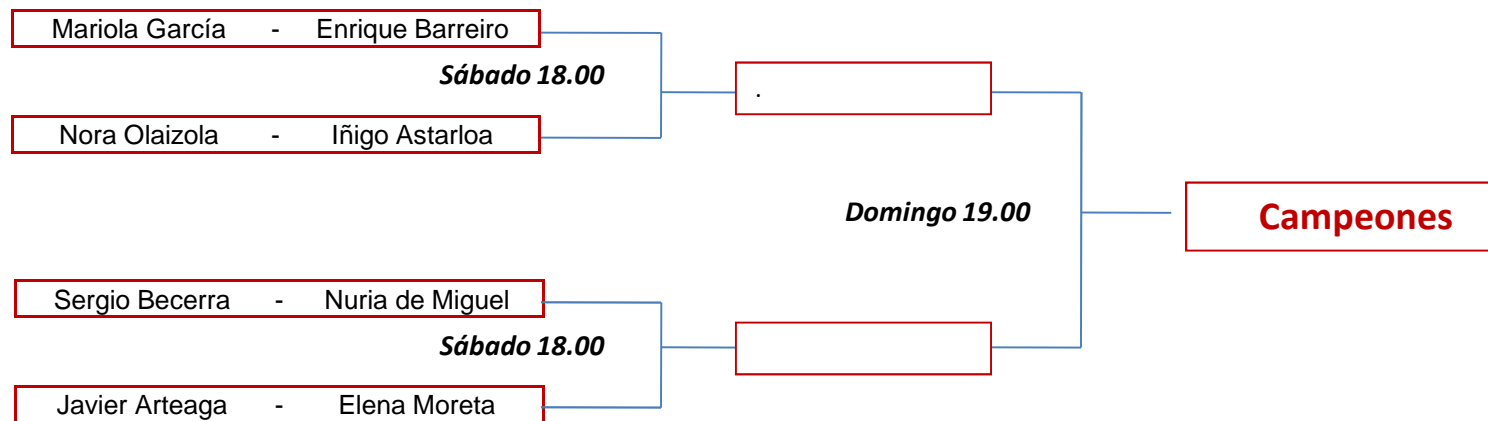 Mariola García - Enrique Barreiro
Sábado 18.00
.
Nora Olaizola - Iñigo Astarloa
Domingo 19.00
Campeones
Sergio Becerra - Nuria de Miguel
Sábado 18.00
Javier Arteaga - Elena Moreta